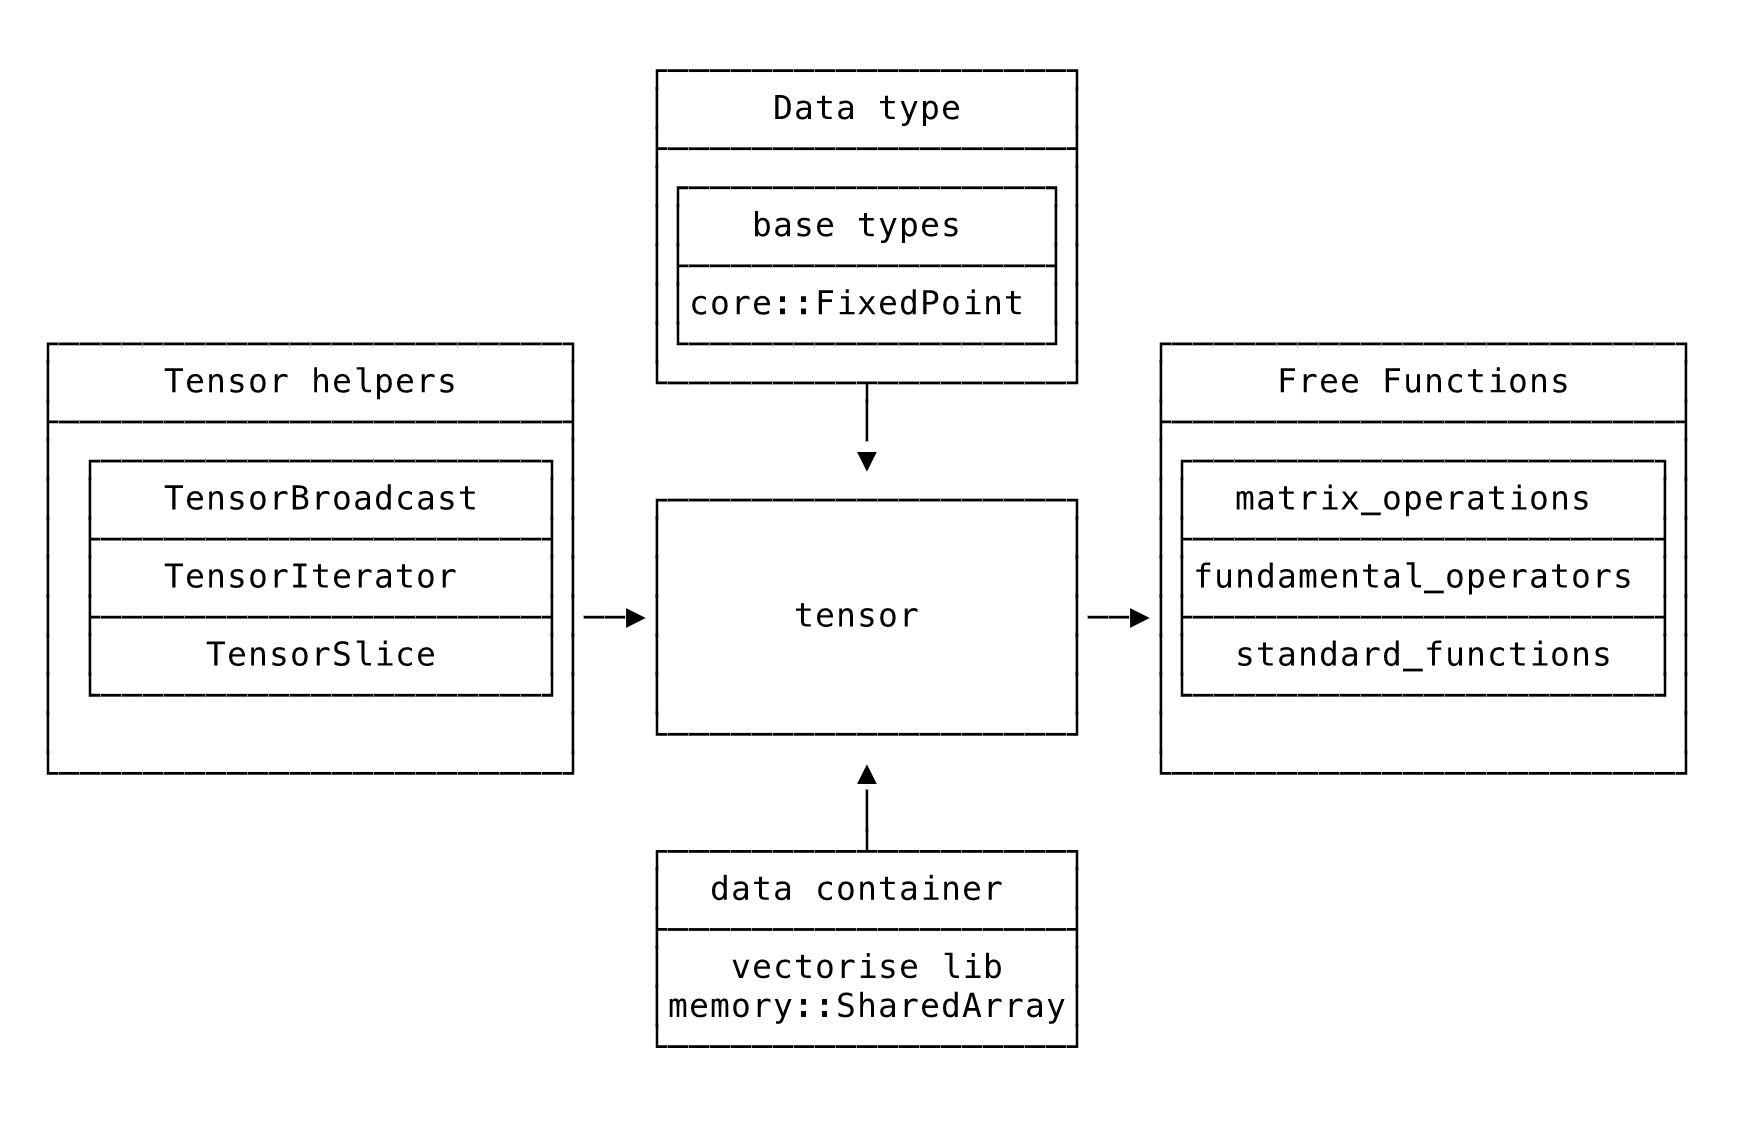 Data type
base types
core::FixedPoint
Tensor helpers
TensorBroadcast
TensorIterator
TensorSlice
tensor
Free Functions
matrix_operations
fundamental_operators
standard_functions
data container
vectorise lib
memory::SharedArray